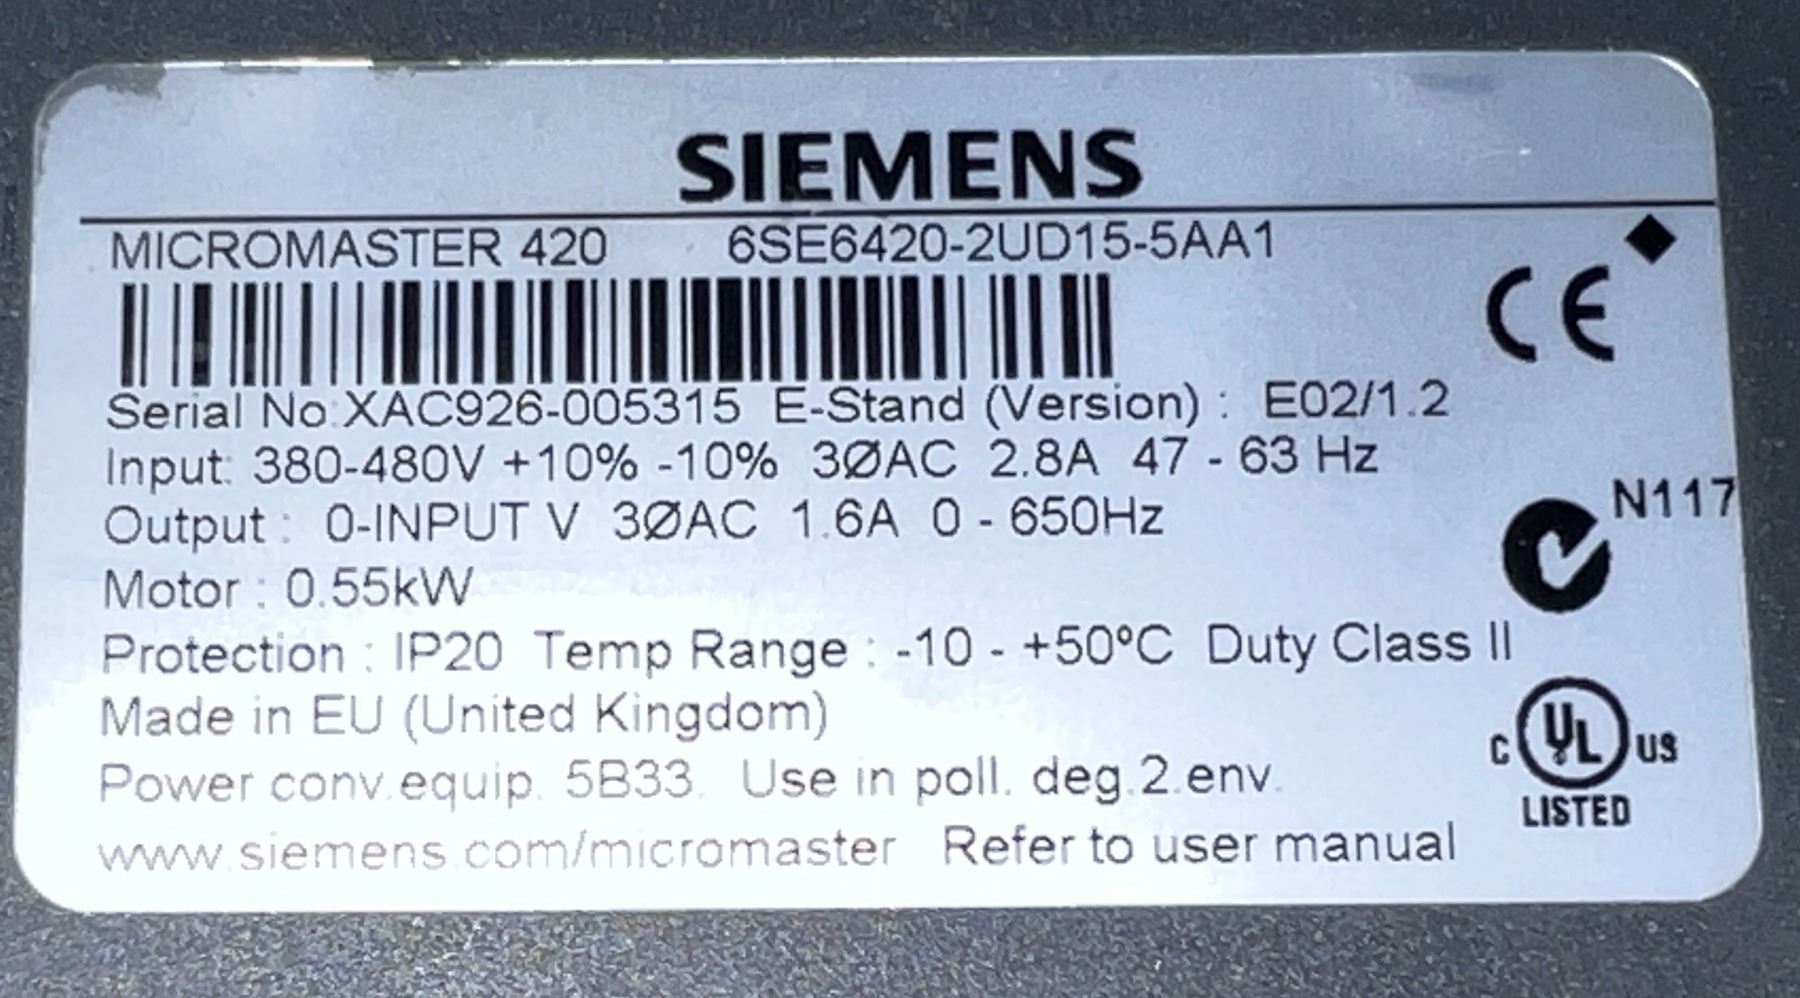 SIEMENS
MICROMASTER 420 6SE6420-2UD15-5AA1
CE
Serial No:XAC926-005315 E-Stand (Version) : E02/1.2
Input: 380-480V +10% -10% 3ØAC 2.8A 47 - 63 Hz
N117
Output : 0-INPUT V 3ØAC 1.6A 0 - 650Hz
Motor : 0.55kW
Protection : IP20 Temp Range : -10 - +50ºC Duty Class II
Made in EU (United Kingdom)
C UL US
LISTED
Power conv.equip. 5B33. Use in poll. deg.2.env.
www.siemens.com/micromaster Refer to user manual